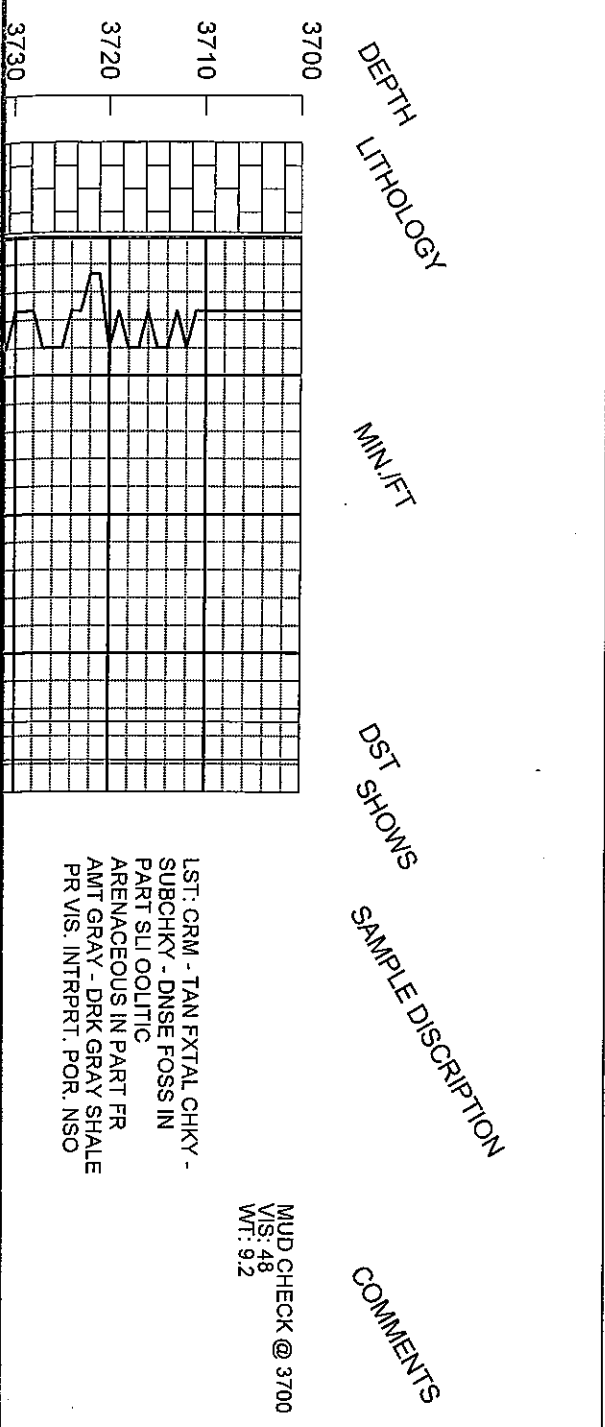 DEPTH
LITHOLOGY
MIN./FT
DST
SHOWS
SAMPLE DISCRIPTION
COMMENTS
3700
3710
3720
3730
MUD CHECK @ 3700
VIS: 48
WT: 9.2
LST: CRM - TAN FXTAL CHKY -
SUBCHKY - DNSE FOSS IN
PART SLI OOLITIC
ARENACEOUS IN PART FR
AMT GRAY - DRK GRAY SHALE
PR VIS. INTRPRT. POR. NSO